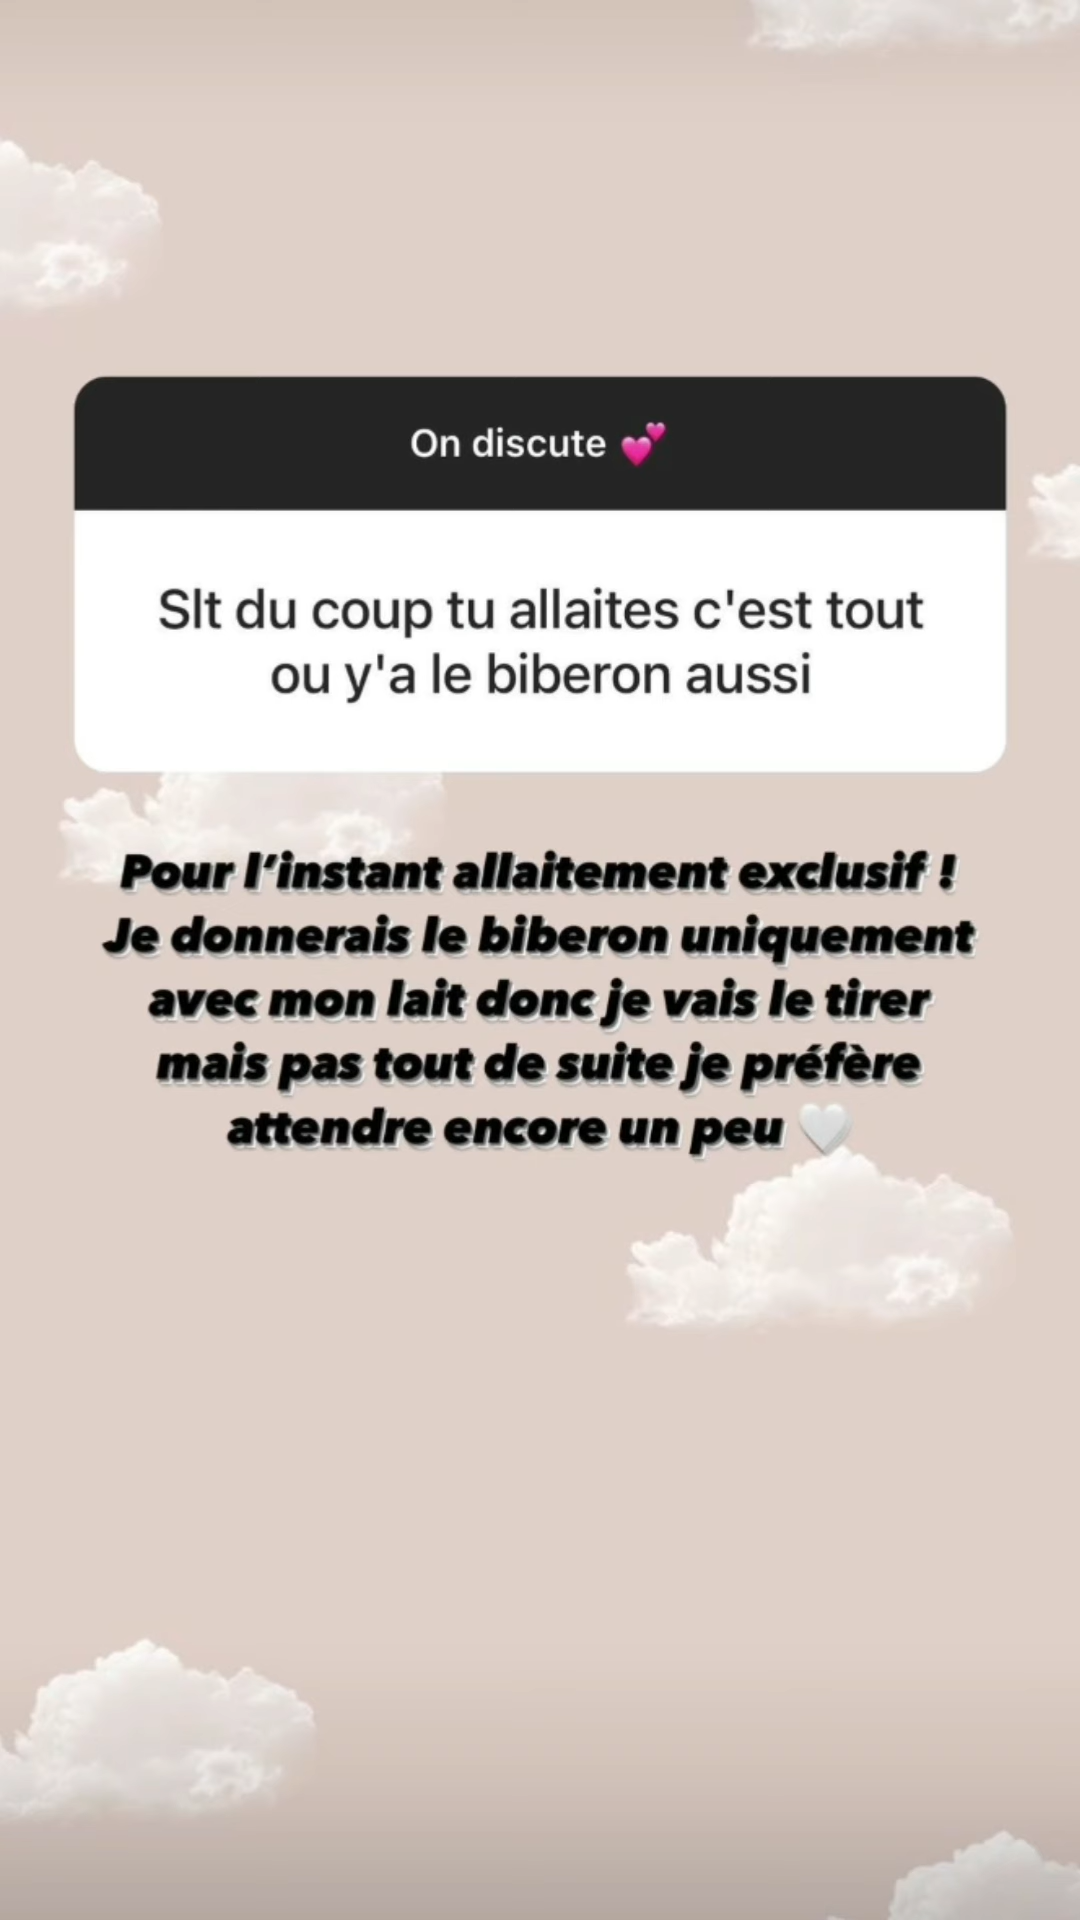 On discute 💕
Slt du coup tu allaites c'est tout
ou y'a le biberon aussi
Pour l’instant allaitement exclusif !
Je donnerais le biberon uniquement
avec mon lait donc je vais le tirer
mais pas tout de suite je préfère
attendre encore un peu 🤍